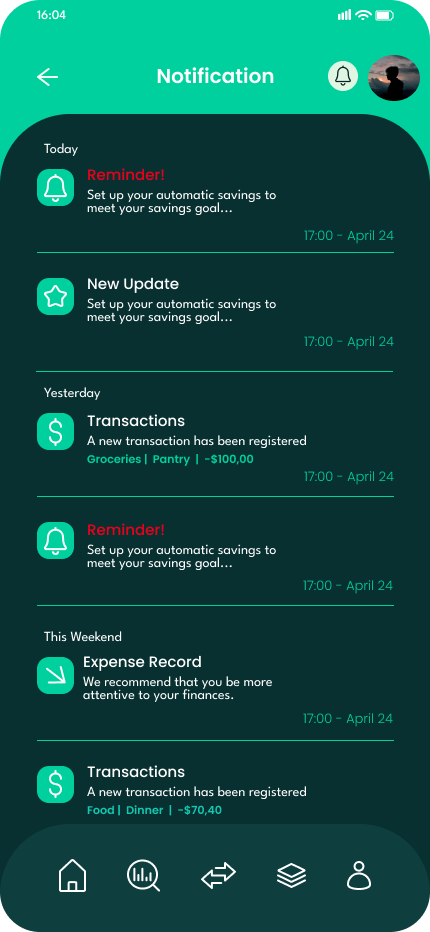 16:04
Notification
Today
Reminder!
Set up your automatic savings to
meet your savings goal...
17:00 - April 24
New Update
Set up your automatic savings to
meet your savings goal...
17:00 - April 24
Yesterday
Transactions
A new transaction has been registered
Groceries | Pantry | -$100,00
17:00 - April 24
Reminder!
Set up your automatic savings to
meet your savings goal...
17:00 - April 24
This Weekend
Expense Record
We recommend that you be more
attentive to your finances.
17:00 - April 24
Transactions
A new transaction has been registered
Food | Dinner | -$70,40